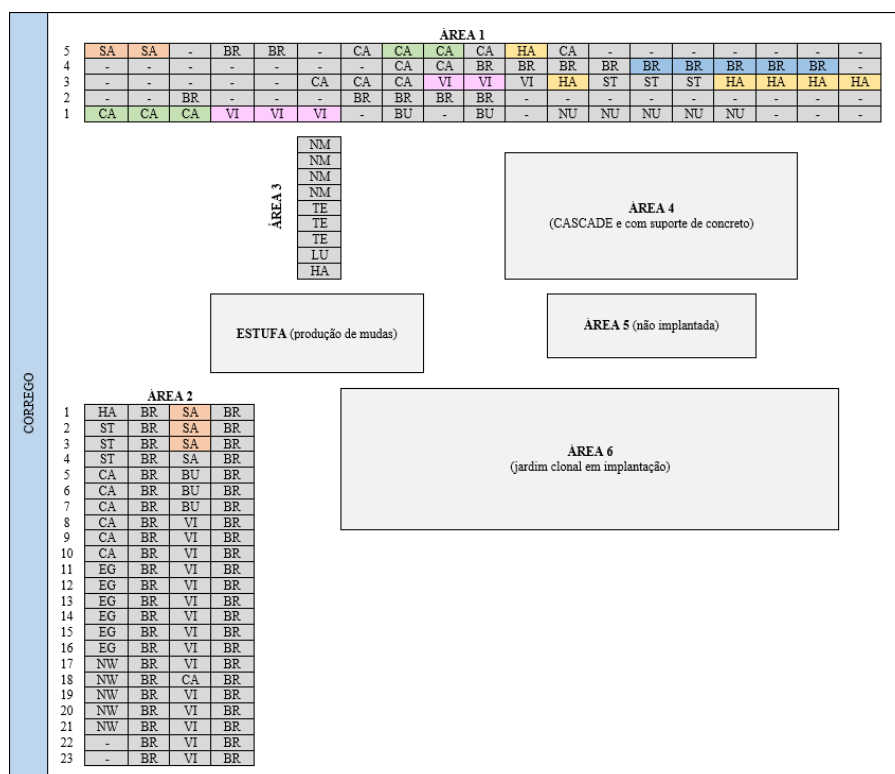 ÁREA 1
5 SA SA - BR BR - CA CA CA CA HA CA - - - - - - -
4 - - - - - - - CA CA BR BR BR BR BR BR BR BR BR -
3 - - - - - CA CA CA VI VI VI HA ST ST ST HA HA HA HA
2 - - BR - - - BR BR BR BR - - - - - - - - -
1 CA CA CA VI VI VI - BU - BU - NU NU NU NU NU - - -
ÁREA 3
NM
NM
NM
NM
TE
TE
TE
LU
HA
ÁREA 4
(CASCADE e com suporte de concreto)
ESTUFA (produção de mudas)
ÁREA 5 (não implantada)
CORREGO
ÁREA 2
1 HA BR SA BR
2 ST BR SA BR
3 ST BR SA BR
4 ST BR SA BR
5 CA BR BU BR
6 CA BR BU BR
7 CA BR BU BR
8 CA BR VI BR
9 CA BR VI BR
10 CA BR VI BR
11 EG BR VI BR
12 EG BR VI BR
13 EG BR VI BR
14 EG BR VI BR
15 EG BR VI BR
16 EG BR VI BR
17 NW BR VI BR
18 NW BR CA BR
19 NW BR VI BR
20 NW BR VI BR
21 NW BR VI BR
22 - BR VI BR
23 - BR VI BR
ÁREA 6
(jardim clonal em implantação)